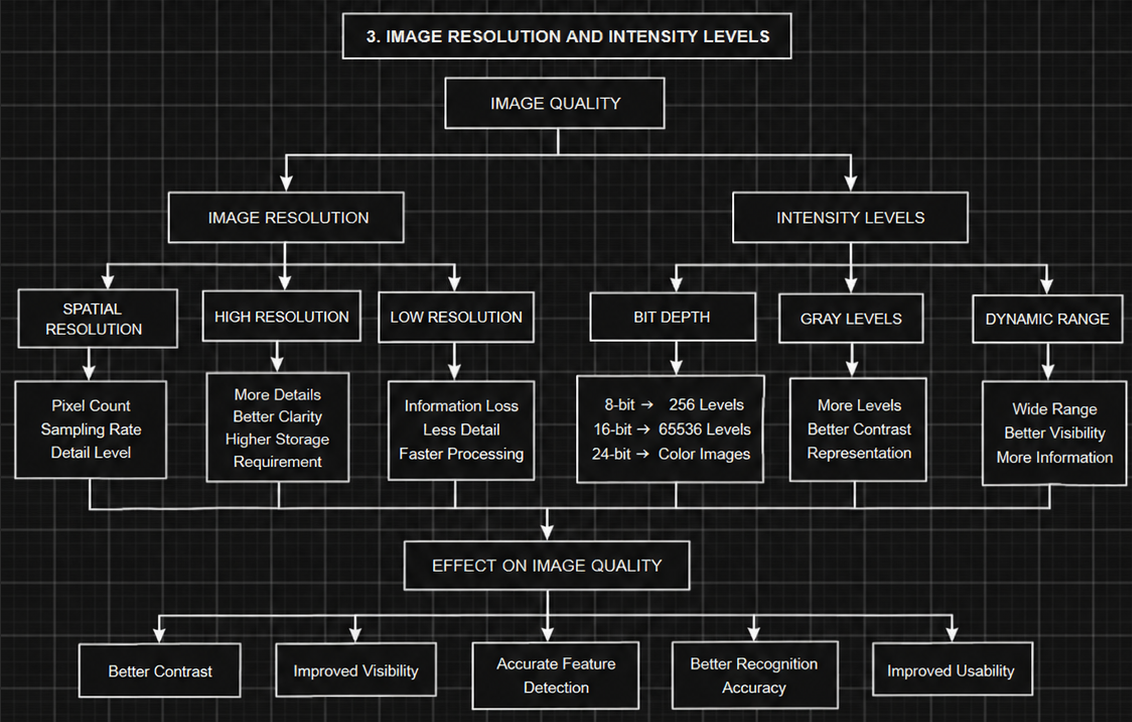 3. IMAGE RESOLUTION AND INTENSITY LEVELS
IMAGE QUALITY
IMAGE RESOLUTION
INTENSITY LEVELS
SPATIAL
RESOLUTION
HIGH RESOLUTION
LOW RESOLUTION
BIT DEPTH
GRAY LEVELS
DYNAMIC RANGE
Pixel Count
Sampling Rate
Detail Level
More Details
Better Clarity
Higher Storage
Requirement
Information Loss
Less Detail
Faster Processing
8-bit → 256 Levels
16-bit → 65536 Levels
24-bit → Color Images
More Levels
Better Contrast
Representation
Wide Range
Better Visibility
More Information
EFFECT ON IMAGE QUALITY
Better Contrast
Improved Visibility
Accurate Feature
Detection
Better Recognition
Accuracy
Improved Usability